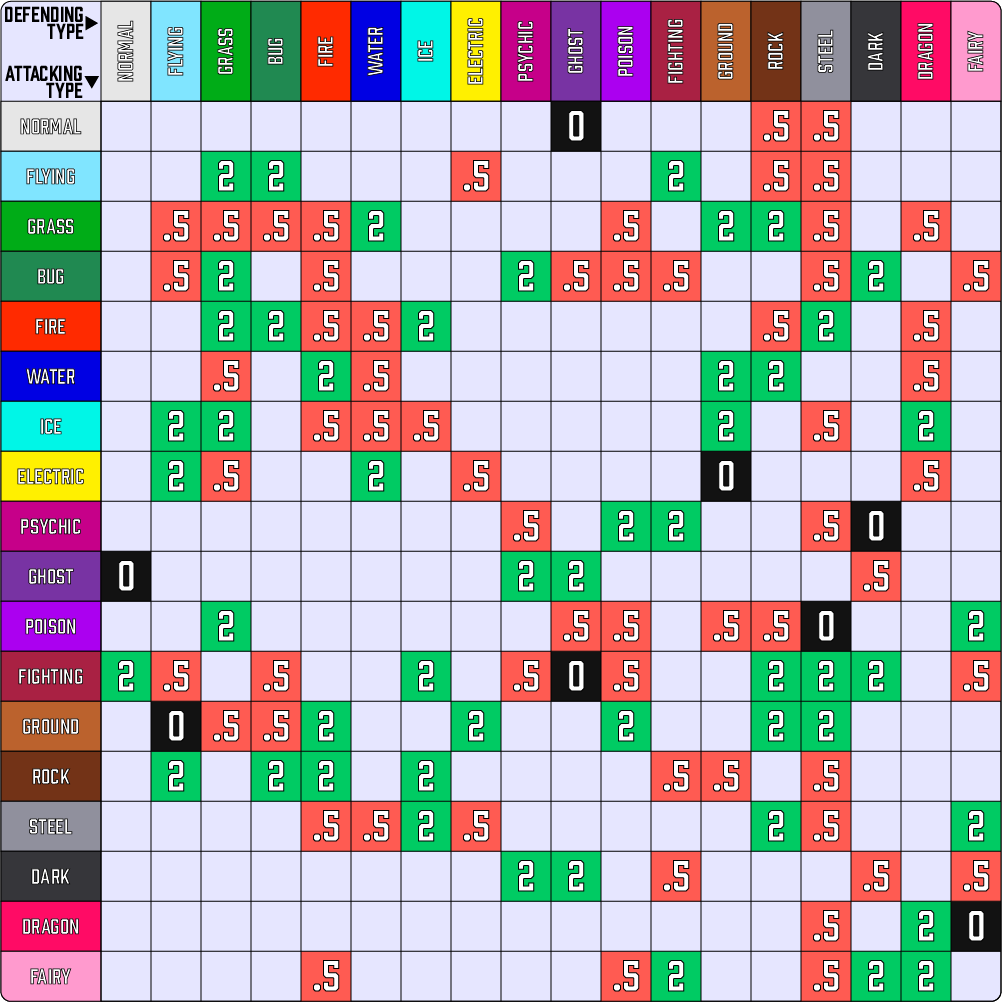 DEFENDING TYPE▶
ATTACKING TYPE▼
NORMAL FLYING GRASS BUG FIRE WATER ICE ELECTRIC PSYCHIC GHOST POISON FIGHTING GROUND ROCK STEEL DARK DRAGON FAIRY
NORMAL 0 .5 .5
FLYING 2 2 .5 2 .5 .5
GRASS .5 .5 .5 .5 2 .5 2 2 .5 .5
BUG .5 2 .5 2 .5 .5 .5 .5 2 .5
FIRE 2 2 .5 .5 2 .5 2 .5
WATER .5 2 .5 2 2 .5
ICE 2 2 .5 .5 .5 2 .5 2
ELECTRIC 2 .5 2 .5 0 .5
PSYCHIC .5 2 2 .5 0
GHOST 0 2 2 .5
POISON 2 .5 .5 .5 .5 0 2
FIGHTING 2 .5 .5 2 .5 0 .5 2 2 2 .5
GROUND 0 .5 .5 2 2 2 2 2
ROCK 2 2 2 2 .5 .5 .5
STEEL .5 .5 2 .5 2 .5 2
DARK 2 2 .5 .5 .5
DRAGON .5 2 0
FAIRY .5 .5 2 .5 2 2